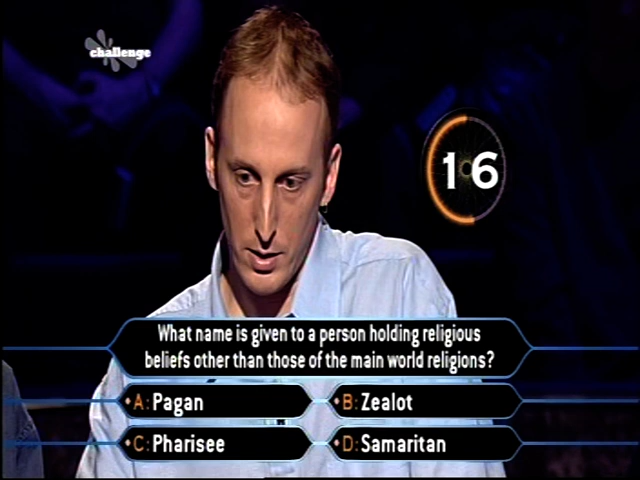 challenge
16
What name is given to a person holding religious
beliefs other than those of the main world religions?
A: Pagan
B: Zealot
C: Pharisee
D: Samaritan